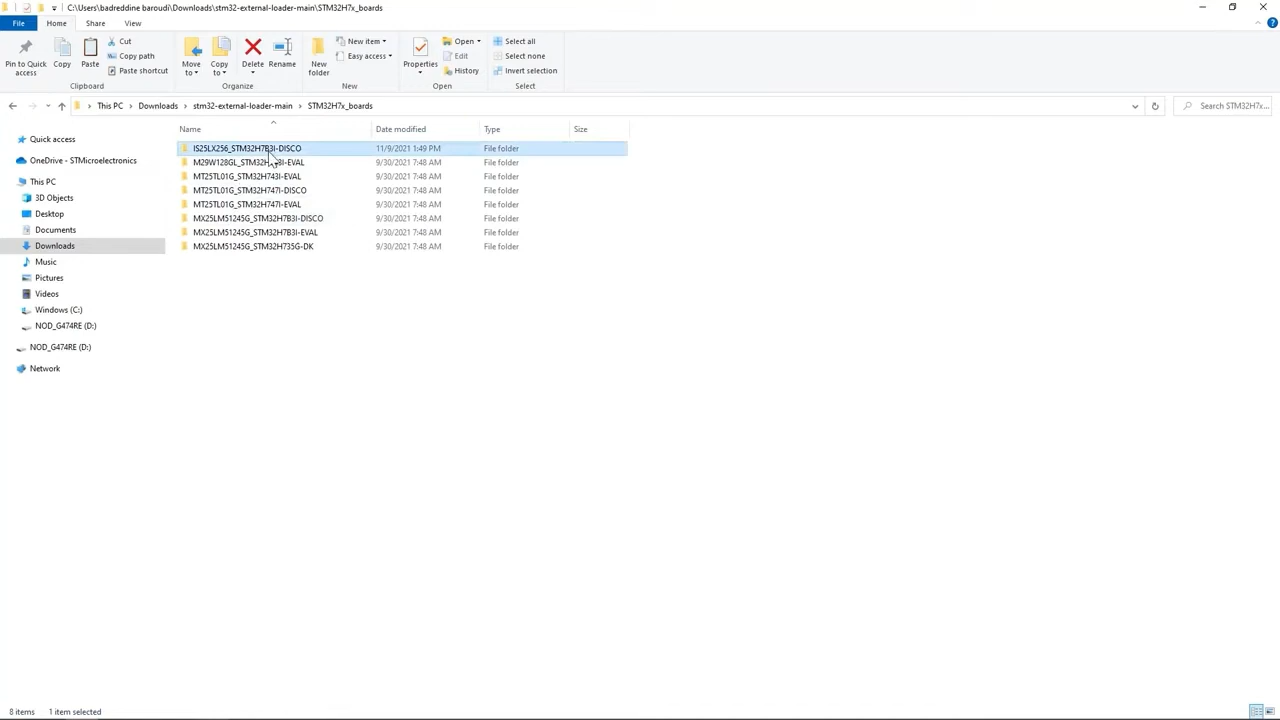 C:\Users\badreddine baroudi\Downloads\stm32-external-loader-main\STM32H7x_boards
File Home Share View
Pin to Quick access
Copy
Paste
Cut
Copy path
Paste shortcut
Clipboard
Move to
Copy to
Delete
Rename
Organize
New folder
New item
Easy access
New
Properties
Open
Edit
History
Open
Select all
Select none
Invert selection
Select
This PC > Downloads > stm32-external-loader-main > STM32H7x_boards
Search STM32H7x...
Name Date modified Type Size
IS25LX256_STM32H7B3I-DISCO 11/9/2021 1:49 PM File folder
M29W128GL_STM32H 3I-EVAL 9/30/2021 7:48 AM File folder
MT25TL01G_STM32H743I-EVAL 9/30/2021 7:48 AM File folder
MT25TL01G_STM32H747I-DISCO 9/30/2021 7:48 AM File folder
MT25TL01G_STM32H747I-EVAL 9/30/2021 7:48 AM File folder
MX25LM51245G_STM32H7B3I-DISCO 9/30/2021 7:48 AM File folder
MX25LM51245G_STM32H7B3I-EVAL 9/30/2021 7:48 AM File folder
MX25LM51245G_STM32H735G-DK 9/30/2021 7:48 AM File folder
Quick access
OneDrive - STMicroelectronics
This PC
3D Objects
Desktop
Documents
Downloads
Music
Pictures
Videos
Windows (C:)
NOD_G474RE (D:)
NOD_G474RE (D:)
Network
8 items 1 item selected